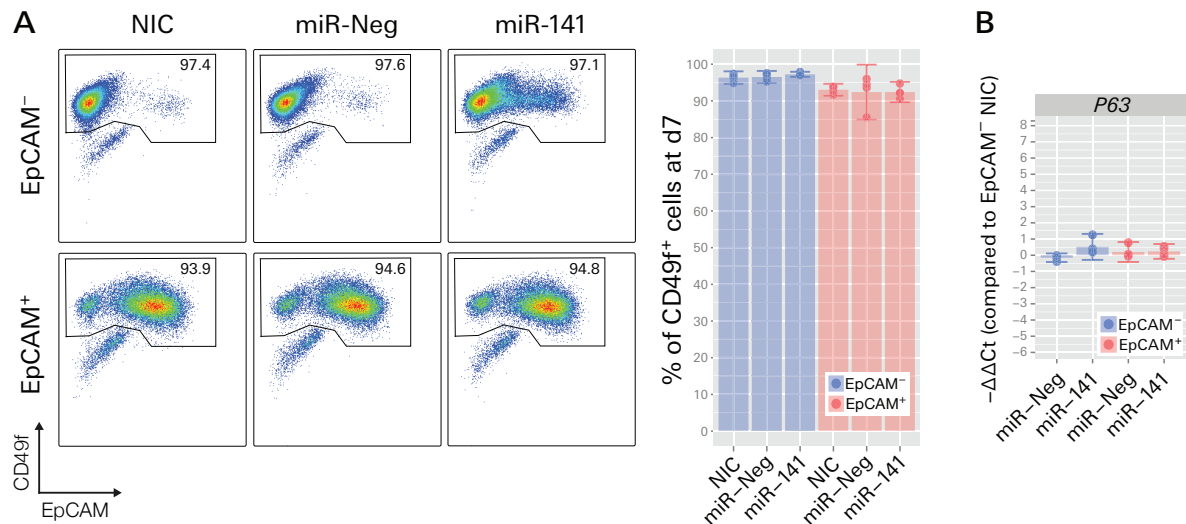 A
NIC
miR-Neg
miR-141
EpCAM⁻
97.4
97.6
97.1
EpCAM⁺
93.9
94.6
94.8
CD49f
EpCAM
% of CD49f⁺ cells at d7
100
90
80
70
60
50
40
30
20
10
0
EpCAM⁻
EpCAM⁺
NIC
miR–Neg
miR–141
NIC
miR–Neg
miR–141
B
–ΔΔCt (compared to EpCAM⁻ NIC)
P63
8
7
6
5
4
3
2
1
0
−1
−2
−3
−4
−5
−6
EpCAM⁻
EpCAM⁺
miR–Neg
miR–141
miR–Neg
miR–141